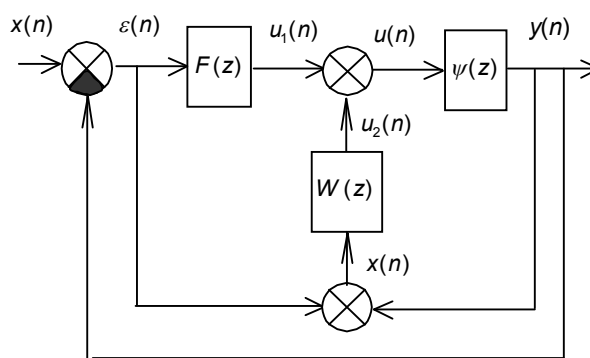 x(n)
ε(n)
u₁(n)
u(n)
y(n)
F(z)
ψ(z)
u₂(n)
W(z)
x(n)